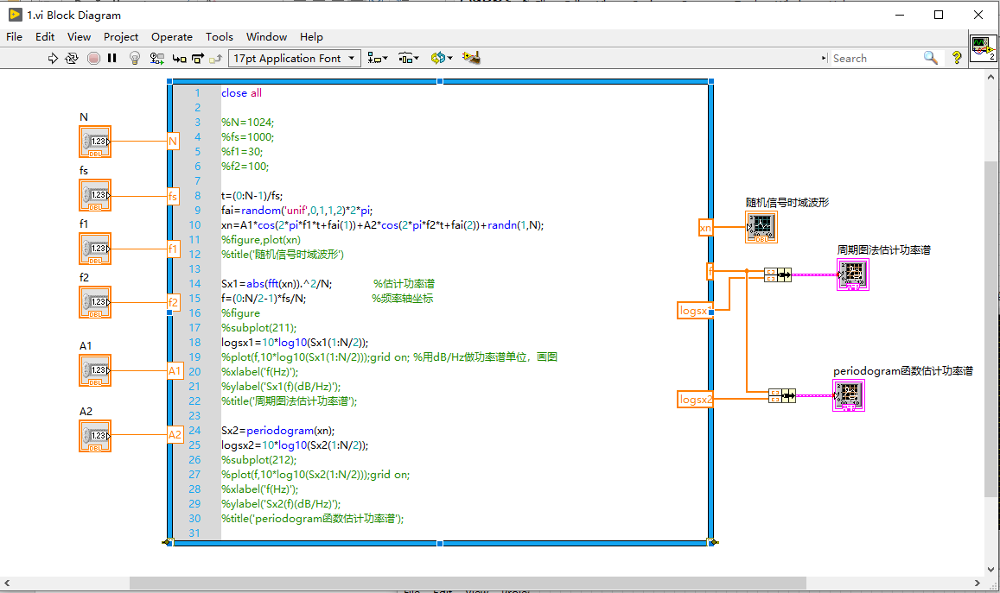 1.vi Block Diagram
File Edit View Project Operate Tools Window Help
17pt Application Font
Search
2
N
1.23
DBL
fs
1.23
DBL
f1
1.23
DBL
f2
1.23
DBL
A1
1.23
DBL
A2
1.23
DBL
N
fs
f1
f2
A1
A2
1 close all
2
3 %N=1024;
4 %fs=1000;
5 %f1=30;
6 %f2=100;
7
8 t=(0:N-1)/fs;
9 fai=random('unif',0,1,1,2)*2*pi;
10 xn=A1*cos(2*pi*f1*t+fai(1))+A2*cos(2*pi*f2*t+fai(2))+randn(1,N);
11 %figure,plot(xn)
12 %title('随机信号时域波形')
13
14 Sx1=abs(fft(xn)).^2/N; %估计功率谱
15 f=(0:N/2-1)*fs/N; %频率轴坐标
16 %figure
17 %subplot(211);
18 logsx1=10*log10(Sx1(1:N/2));
19 %plot(f,10*log10(Sx1(1:N/2)));grid on; %用dB/Hz做功率谱单位，画图
20 %xlabel('f(Hz)');
21 %ylabel('Sx1(f)(dB/Hz)');
22 %title('周期图法估计功率谱');
23
24 Sx2=periodogram(xn);
25 logsx2=10*log10(Sx2(1:N/2));
26 %subplot(212);
27 %plot(f,10*log10(Sx2(1:N/2)));grid on;
28 %xlabel('f(Hz)');
29 %ylabel('Sx2(f)(dB/Hz)');
30 %title('periodogram函数估计功率谱');
31
xn
f
logsx1
logsx2
随机信号时域波形
DBL
周期图法估计功率谱
periodogram函数估计功率谱